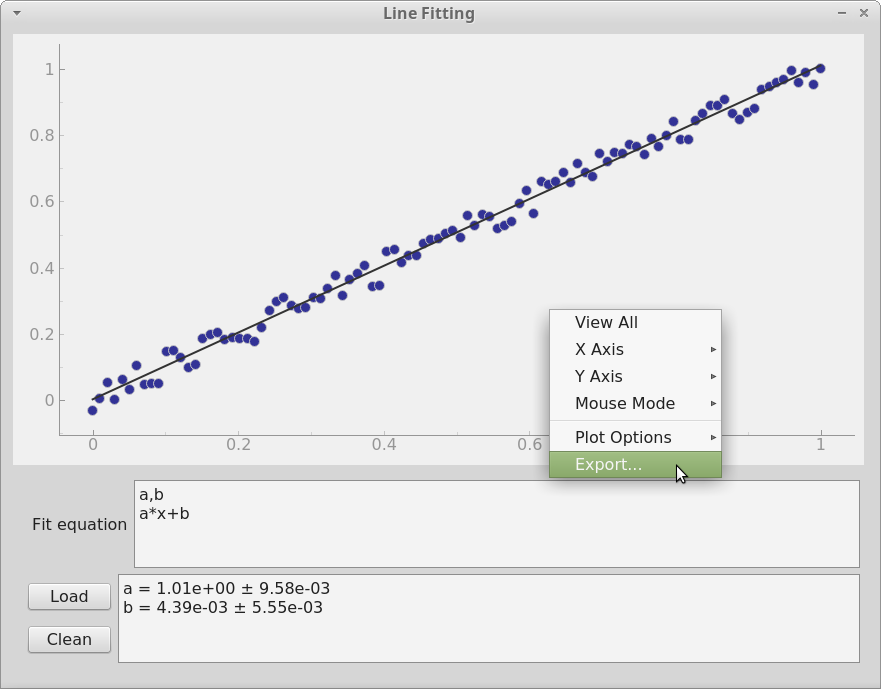 Line Fitting
1
0.8
0.6
0.4
0.2
0
0 0.2 0.4 0.6 1
View All
X Axis
Y Axis
Mouse Mode
Plot Options
Export...
Fit equation
a,b
a*x+b
Load
Clean
a = 1.01e+00 ± 9.58e-03
b = 4.39e-03 ± 5.55e-03